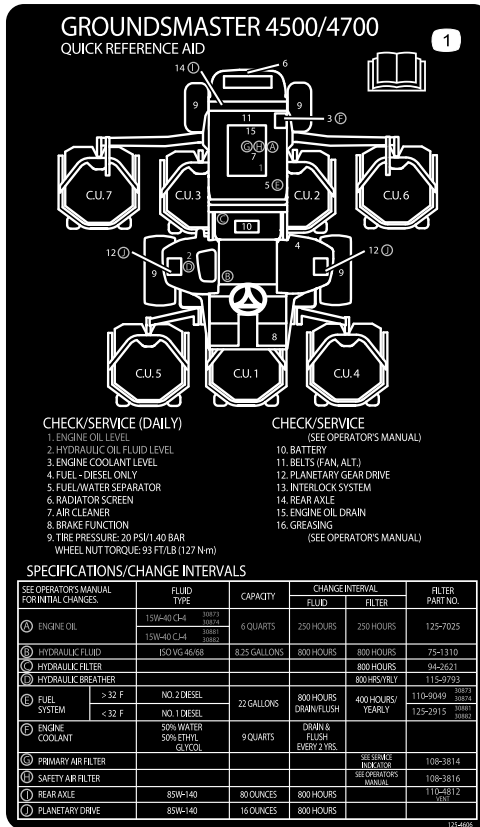 GROUNDSMASTER 4500/4700
QUICK REFERENCE AID
1
14 I
6
9
9
11
3 F
15
G H A
7
1
5 E
C.U. 7
C.U. 3
C.U. 2
C.U. 6
C
10
12 J
2
D
4
12 J
9
B
9
8
C.U. 5
C.U. 1
C.U. 4
CHECK/SERVICE (DAILY)
1. ENGINE OIL LEVEL
2. HYDRAULIC OIL FLUID LEVEL
3. ENGINE COOLANT LEVEL
4. FUEL - DIESEL ONLY
5. FUEL/WATER SEPARATOR
6. RADIATOR SCREEN
7. AIR CLEANER
8. BRAKE FUNCTION
9. TIRE PRESSURE: 20 PSI/1.40 BAR
WHEEL NUT TORQUE: 93 FT/LB (127 N·m)
CHECK/SERVICE
(SEE OPERATOR'S MANUAL)
10. BATTERY
11. BELTS (FAN, ALT.)
12. PLANETARY GEAR DRIVE
13. INTERLOCK SYSTEM
14. REAR AXLE
15. ENGINE OIL DRAIN
16. GREASING
(SEE OPERATOR'S MANUAL)
SPECIFICATIONS/CHANGE INTERVALS
SEE OPERATOR'S MANUAL FOR INITIAL CHANGES. FLUID TYPE CAPACITY CHANGE INTERVAL FLUID FILTER FILTER PART NO.
A ENGINE OIL 15W-40 CI-4 30873 30874 15W-40 CJ-4 30881 30882 6 QUARTS 250 HOURS 250 HOURS 125-7025
B HYDRAULIC FLUID ISO VG 46/68 8.25 GALLONS 800 HOURS 800 HOURS 75-1310
C HYDRAULIC FILTER 800 HOURS 94-2621
D HYDRAULIC BREATHER 800 HRS/YRLY 115-9793
E FUEL SYSTEM > 32 F NO. 2 DIESEL 22 GALLONS 800 HOURS DRAIN/FLUSH 400 HOURS/ YEARLY 110-9049 30873 30874
< 32 F NO. 1 DIESEL 125-2915 30881 30882
F ENGINE COOLANT 50% WATER 50% ETHYL GLYCOL 9 QUARTS DRAIN & FLUSH EVERY 2 YRS.
G PRIMARY AIR FILTER SEE SERVICE INDICATOR 108-3814
H SAFETY AIR FILTER SEE OPERATOR'S MANUAL 108-3816
I REAR AXLE 85W-140 80 OUNCES 800 HOURS 110-4812 VENT
J PLANETARY DRIVE 85W-140 16 OUNCES 800 HOURS
125-4606